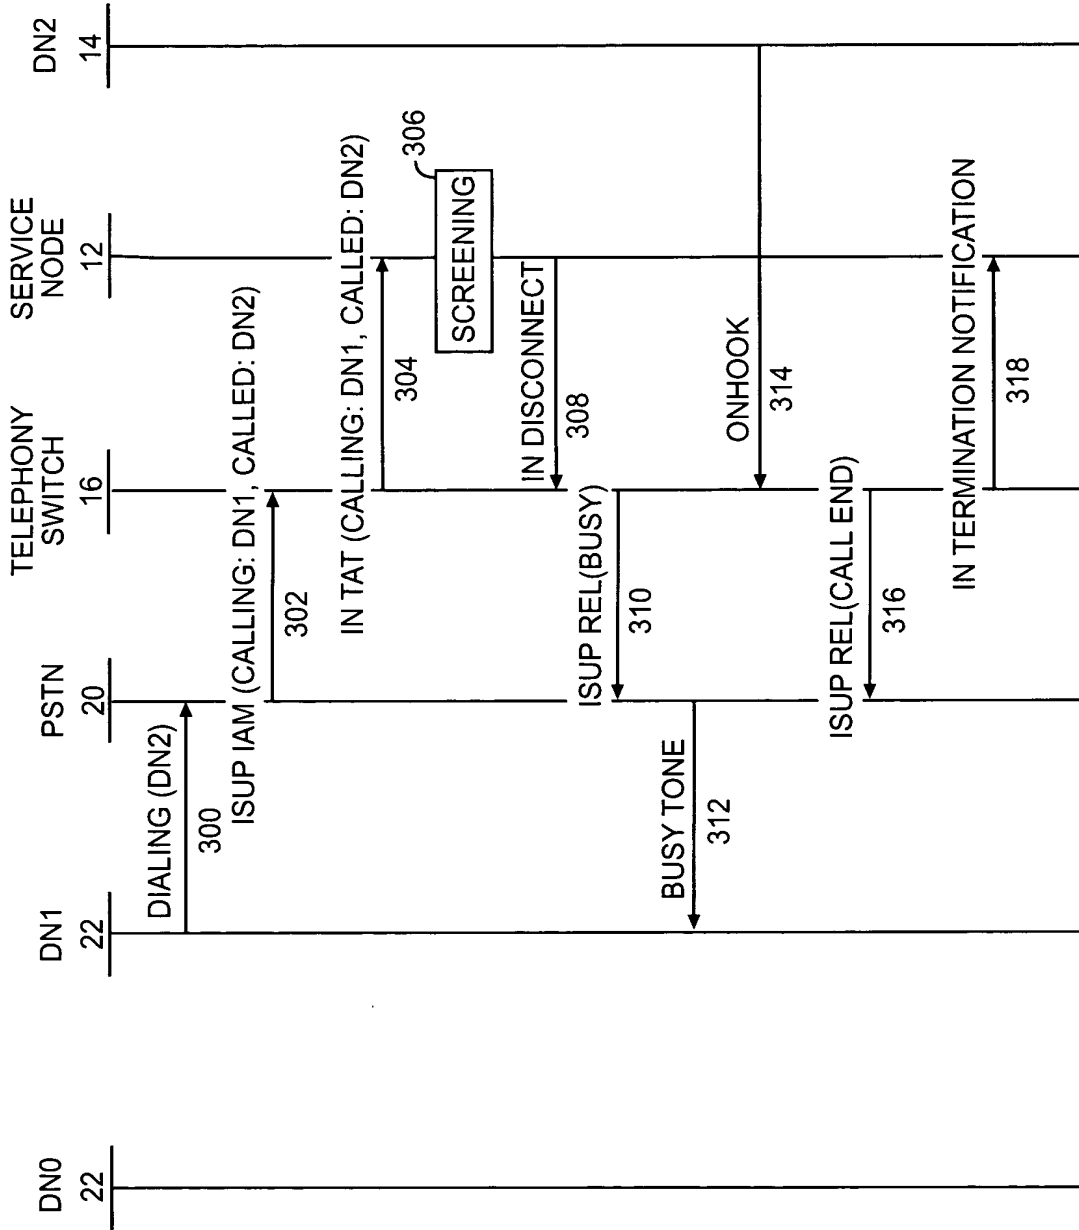 DN0
22
DN1
22
PSTN
20
TELEPHONY
SWITCH
16
SERVICE
NODE
12
DN2
14
DIALING (DN2)
300
ISUP IAM (CALLING: DN1, CALLED: DN2)
302
IN TAT (CALLING: DN1, CALLED: DN2)
304
SCREENING
306
IN DISCONNECT
308
ISUP REL(BUSY)
310
BUSY TONE
312
ONHOOK
314
ISUP REL(CALL END)
316
IN TERMINATION NOTIFICATION
318